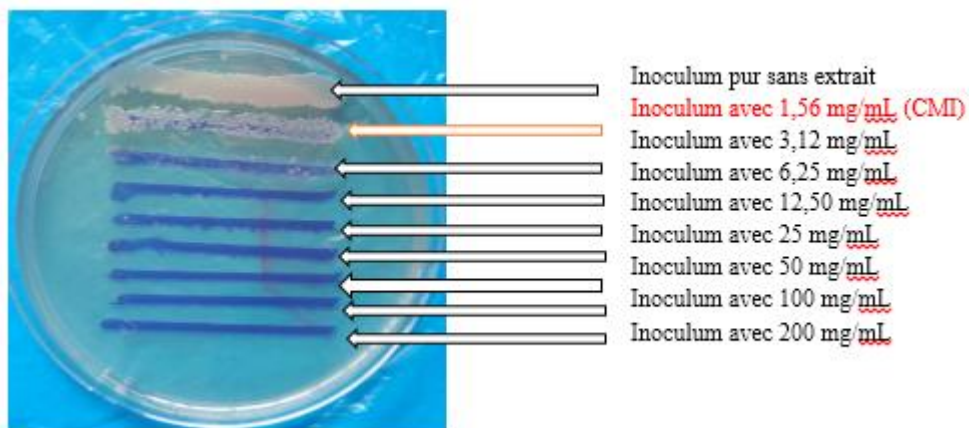 Inoculum pur sans extrait
Inoculum avec 1,56 mg/mL (CMI)
Inoculum avec 3,12 mg/mL
Inoculum avec 6,25 mg/mL
Inoculum avec 12,50 mg/mL
Inoculum avec 25 mg/mL
Inoculum avec 50 mg/mL
Inoculum avec 100 mg/mL
Inoculum avec 200 mg/mL